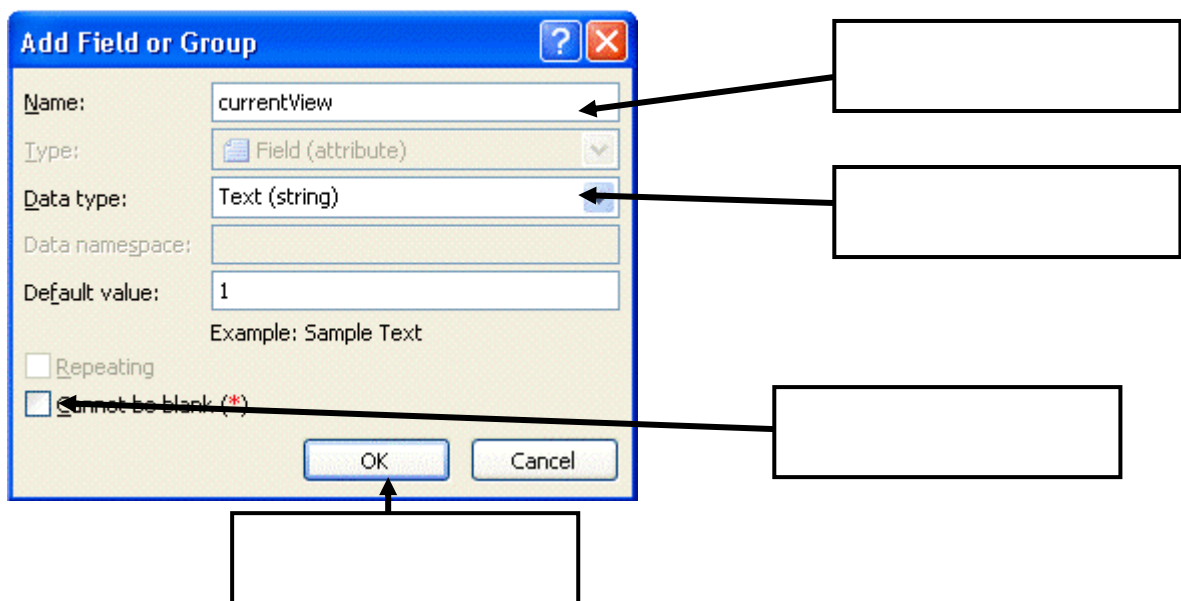 Add Field or Group
Name: currentView
Type: Field (attribute)
Data type: Text (string)
Data namespace:
Default value: 1
Example: Sample Text
Repeating
Cannot be blank (*)
OK Cancel